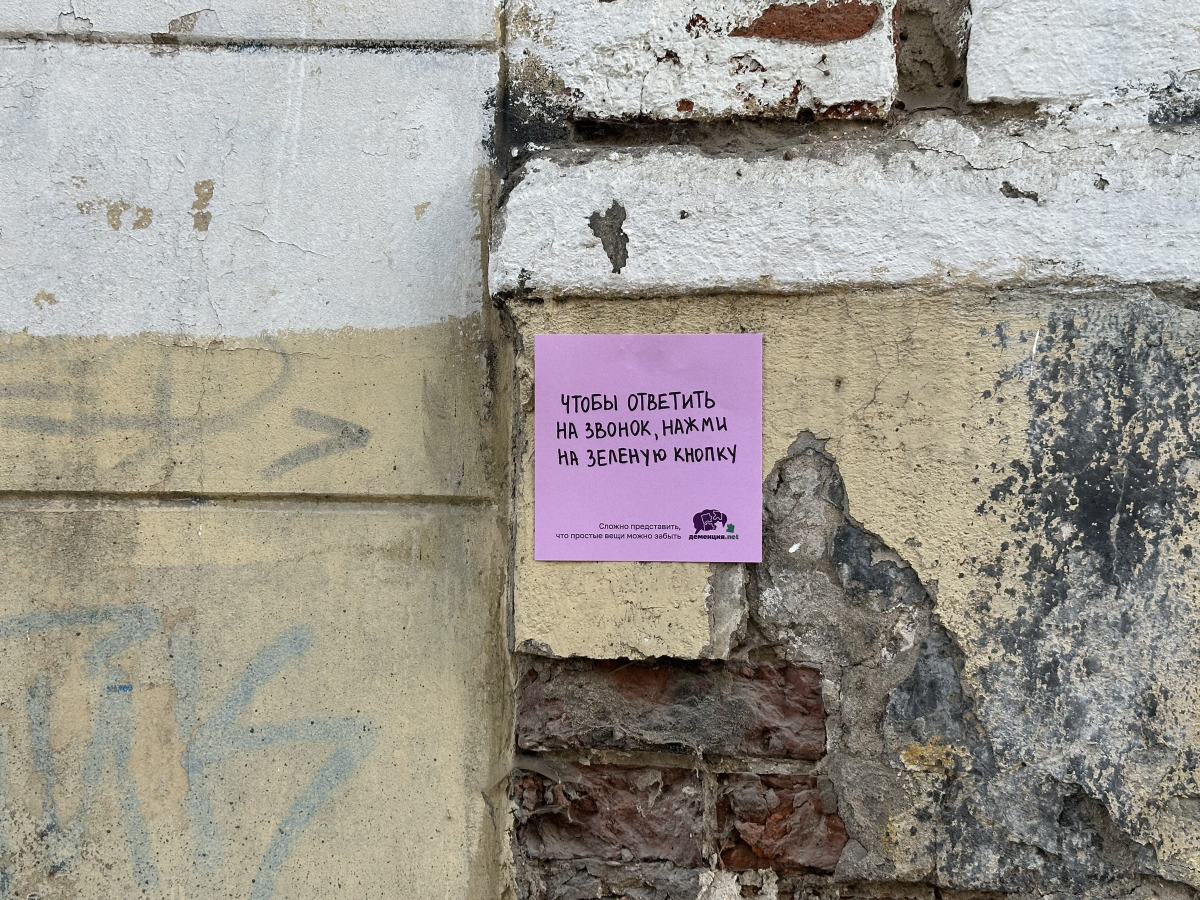 ЧТОБЫ ОТВЕТИТЬ
НА ЗВОНОК, НАЖМИ
НА ЗЕЛЕНУЮ КНОПКУ
Сложно представить,
что простые вещи можно забыть
деменция.net